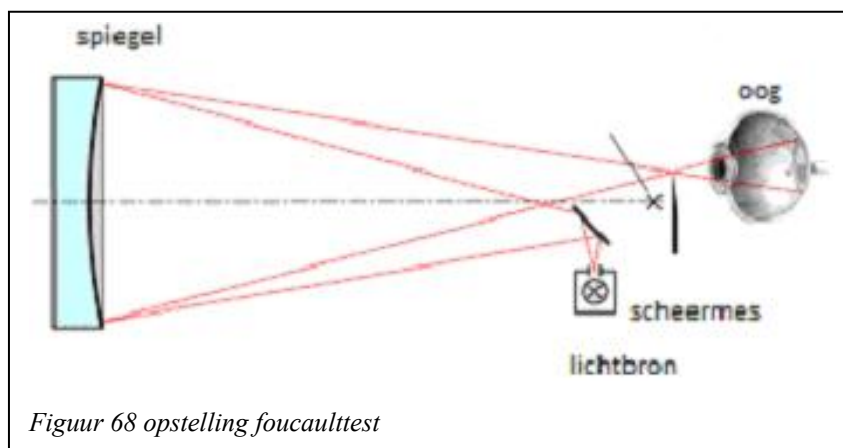 spiegel
oog
scheermes
lichtbron
Figuur 68 opstelling foucaulttest